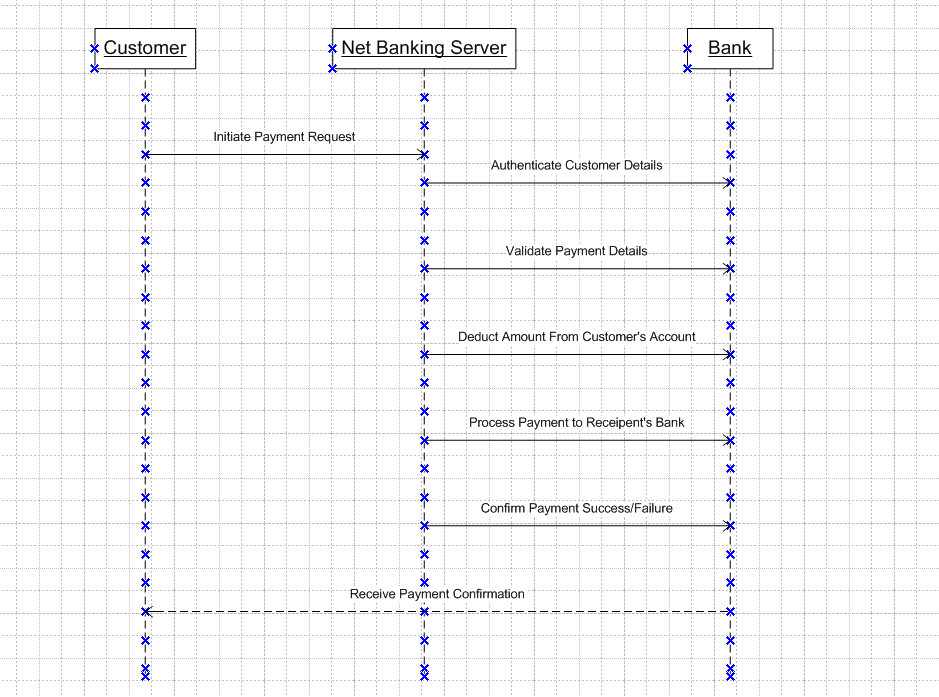 Customer
Net Banking Server
Bank
Initiate Payment Request
Authenticate Customer Details
Validate Payment Details
Deduct Amount From Customer's Account
Process Payment to Receipent's Bank
Confirm Payment Success/Failure
Receive Payment Confirmation